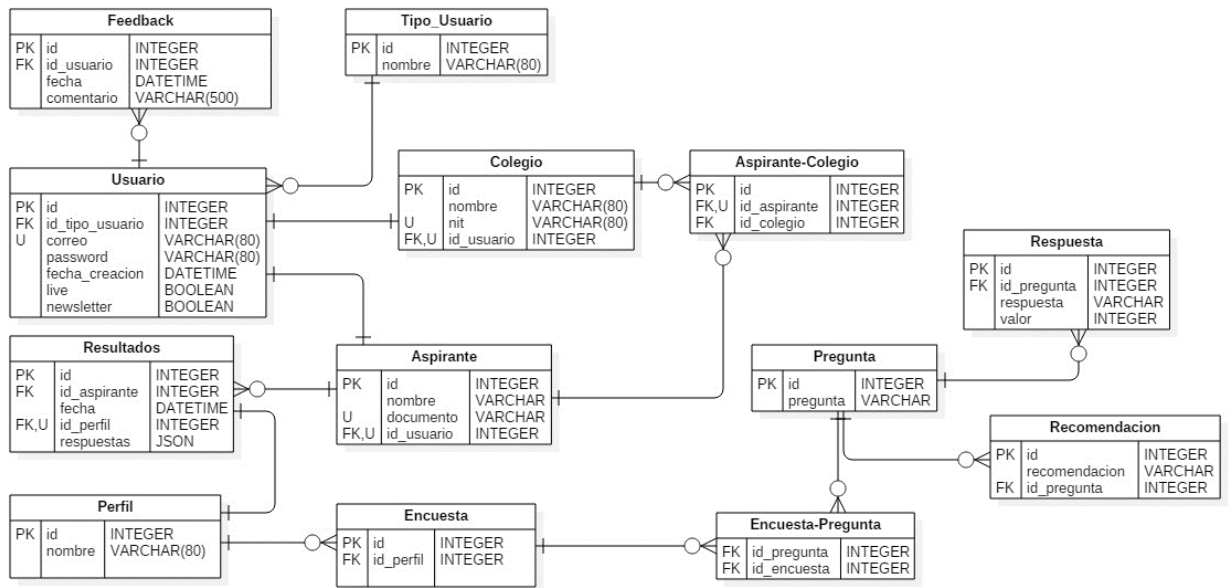 Feedback
PK id INTEGER
FK id_usuario INTEGER
fecha DATETIME
comentario VARCHAR(500)
Tipo_Usuario
PK id INTEGER
nombre VARCHAR(80)
Usuario
PK id INTEGER
FK id_tipo_usuario INTEGER
U correo VARCHAR(80)
password VARCHAR(80)
fecha_creacion DATETIME
live BOOLEAN
newsletter BOOLEAN
Colegio
PK id INTEGER
nombre VARCHAR(80)
U nit VARCHAR(80)
FK,U id_usuario INTEGER
Aspirante-Colegio
PK id INTEGER
FK,U id_aspirante INTEGER
FK id_colegio INTEGER
Respuesta
PK id INTEGER
FK id_pregunta INTEGER
respuesta VARCHAR
valor INTEGER
Resultados
PK id INTEGER
FK id_aspirante INTEGER
fecha DATETIME
FK,U id_perfil INTEGER
respuestas JSON
Aspirante
PK id INTEGER
nombre VARCHAR
U documento VARCHAR
FK,U id_usuario INTEGER
Pregunta
PK id INTEGER
pregunta VARCHAR
Recomendacion
PK id INTEGER
recomendacion VARCHAR
FK id_pregunta INTEGER
Perfil
PK id INTEGER
nombre VARCHAR(80)
Encuesta
PK id INTEGER
FK id_perfil INTEGER
Encuesta-Pregunta
FK id_pregunta INTEGER
FK id_encuesta INTEGER